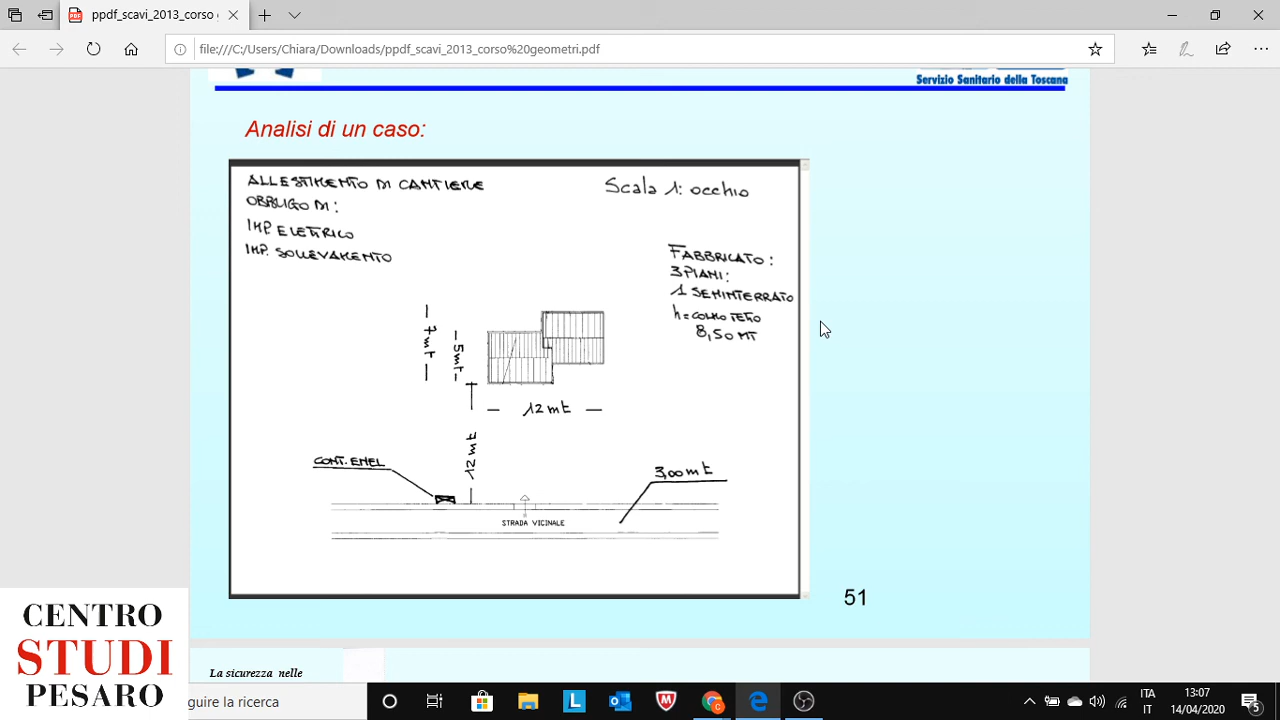 ppdf_scavi_2013_corso
file:///C:/Users/Chiara/Downloads/ppdf_scavi_2013_corso%20geometri.pdf
Servizio Sanitario della Toscana
Analisi di un caso:
ALLESTIMENTO DI CANTIERE
OBBLIGO DI:
IMP. ELETTRICO
IMP. SOLLEVAMENTO
Scala 1: occhio
FABBRICATO:
3 PIANI:
1 SEMINTERRATO
h= COLMO TETTO
8,50 MT
7 mt
5 mt
12 mt
12 m
CONT. ENEL
3,00 mt
STRADA VICINALE
51
La sicurezza nelle
CENTRO
STUDI
PESARO
guire la ricerca
ITA
IT
13:07
14/04/2020
5